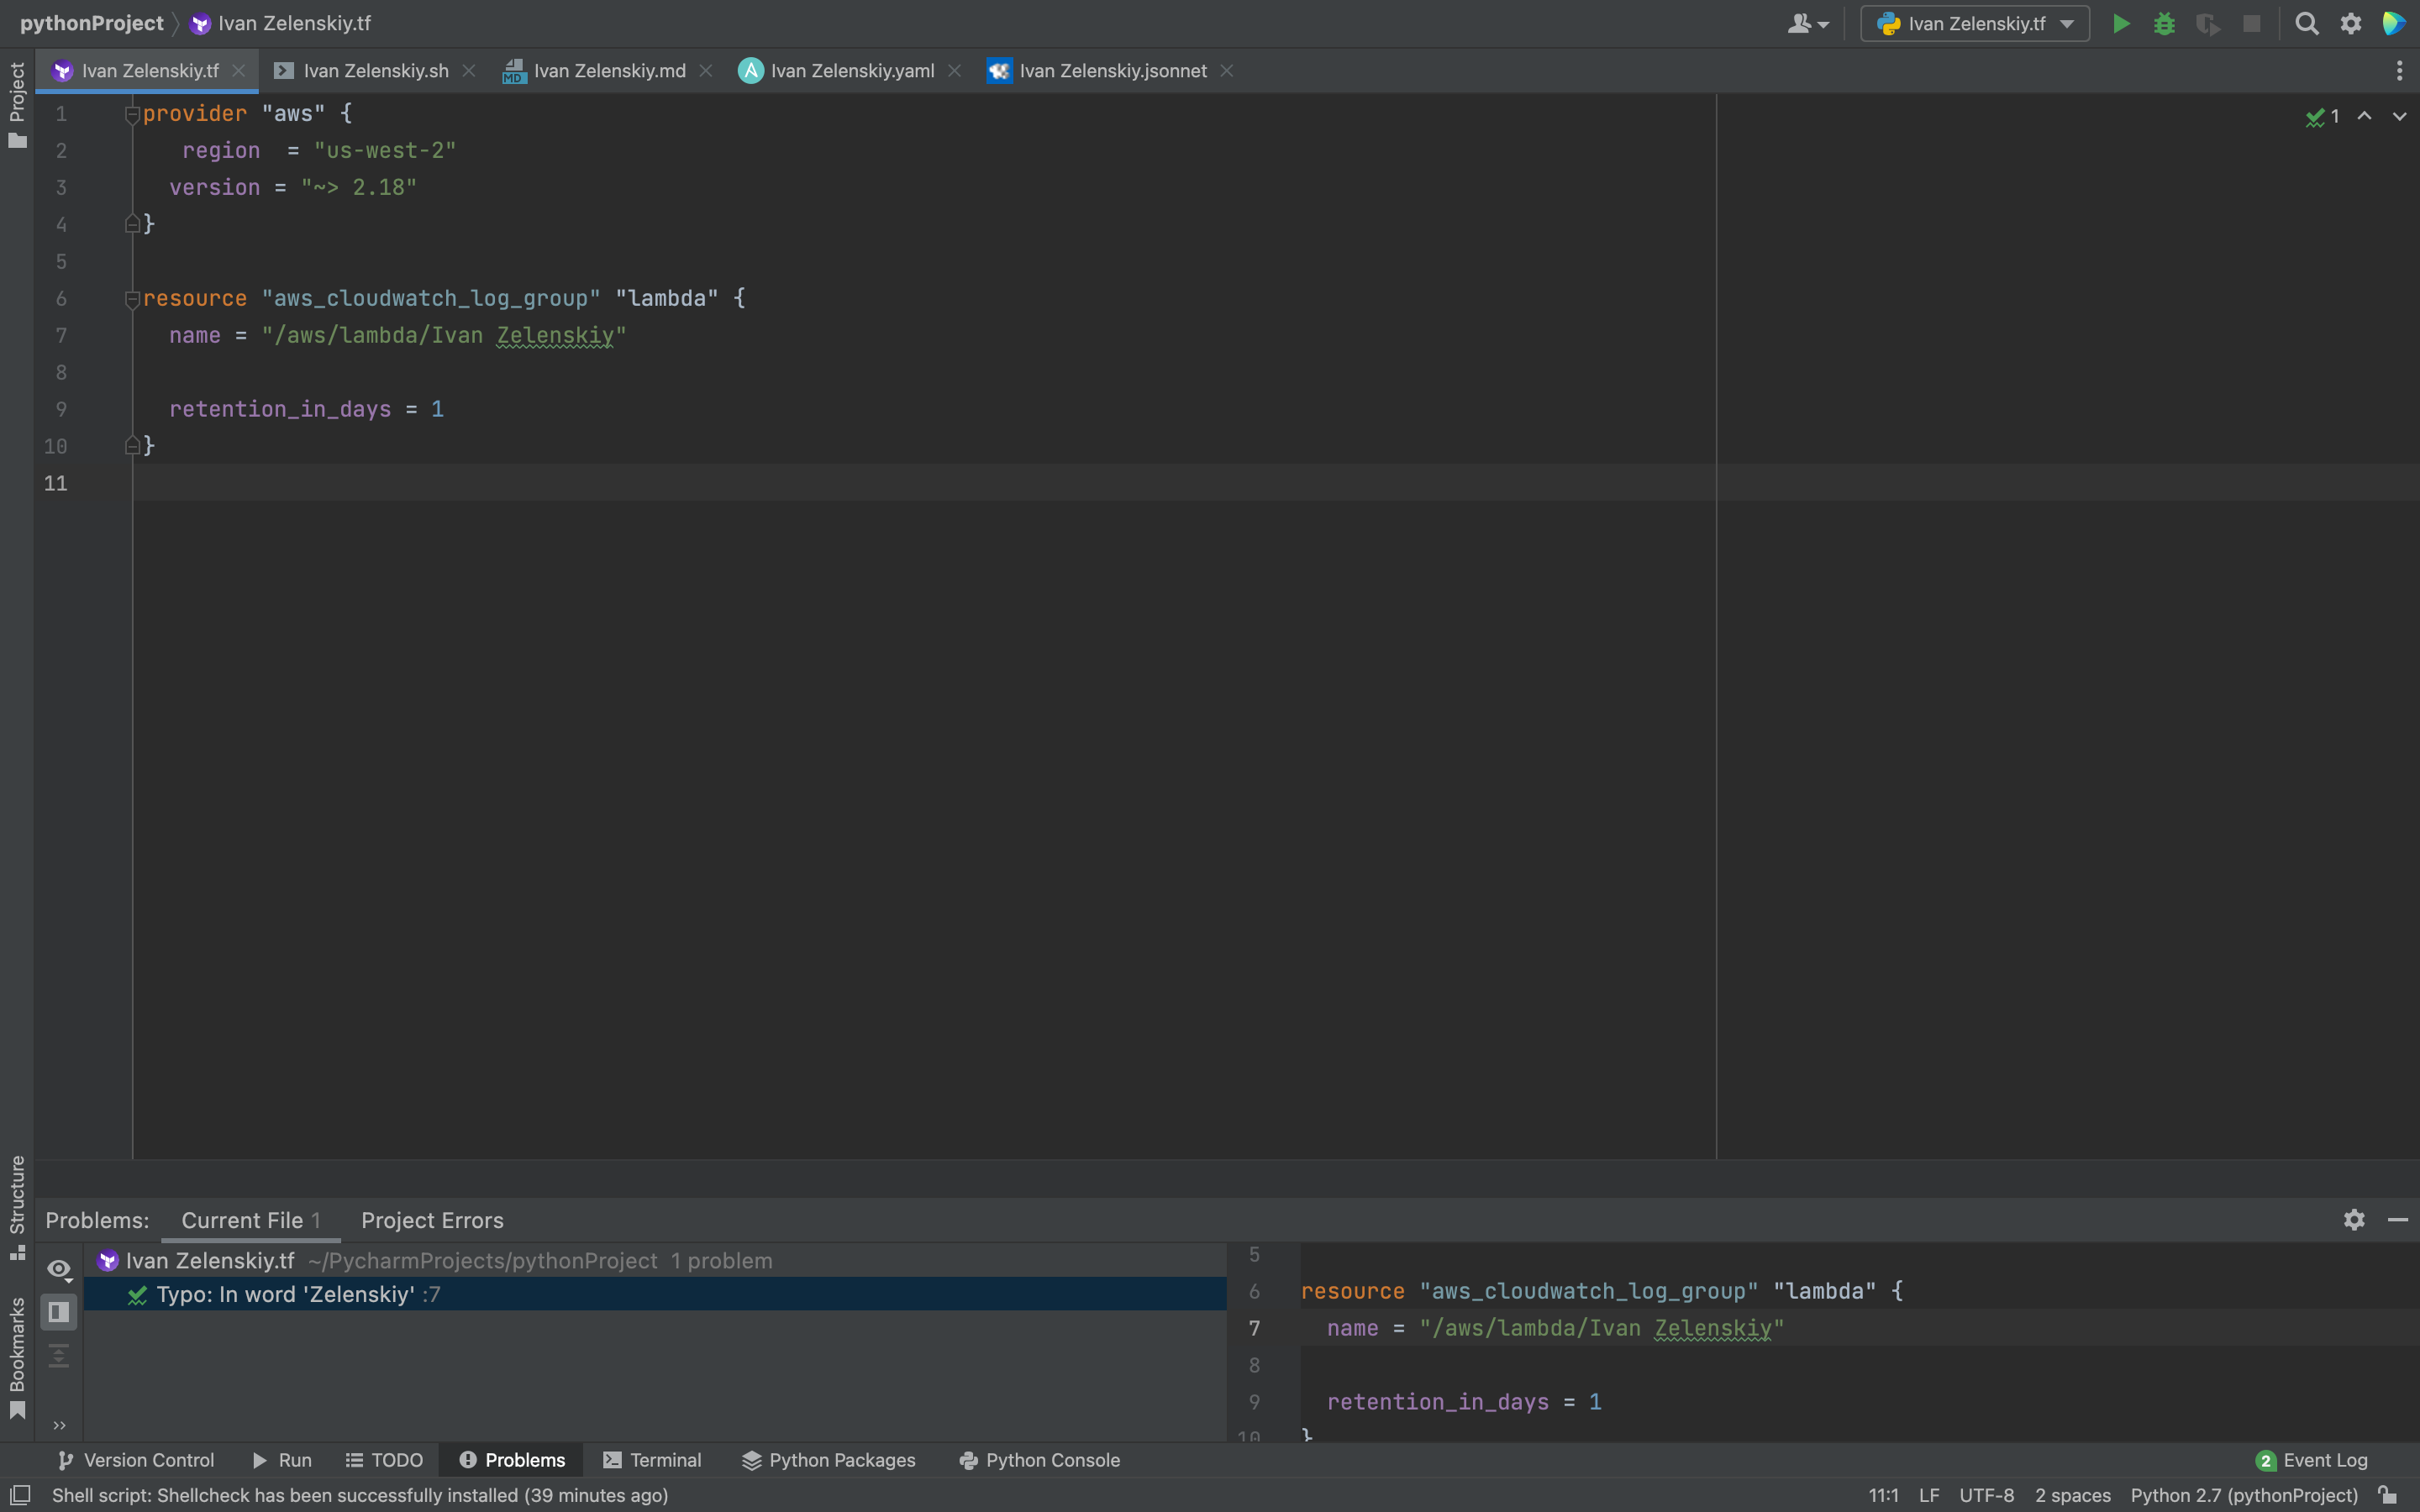 pythonProject Ivan Zelenskiy.tf Ivan Zelenskiy.tf
Project
Ivan Zelenskiy.tf Ivan Zelenskiy.sh MD Ivan Zelenskiy.md A Ivan Zelenskiy.yaml Ivan Zelenskiy.jsonnet
1 provider "aws" { 1
2 region = "us-west-2"
3 version = "~> 2.18"
4 }
5
6 resource "aws_cloudwatch_log_group" "lambda" {
7 name = "/aws/lambda/Ivan Zelenskiy"
8
9 retention_in_days = 1
10 }
11
Structure
Bookmarks
Problems: Current File 1 Project Errors
Ivan Zelenskiy.tf ~/PycharmProjects/pythonProject 1 problem
Typo: In word 'Zelenskiy' :7
5
6 resource "aws_cloudwatch_log_group" "lambda" {
7 name = "/aws/lambda/Ivan Zelenskiy"
8
9 retention_in_days = 1
10 }
Version Control Run TODO Problems Terminal Python Packages Python Console 2 Event Log
Shell script: Shellcheck has been successfully installed (39 minutes ago) 11:1 LF UTF-8 2 spaces Python 2.7 (pythonProject)